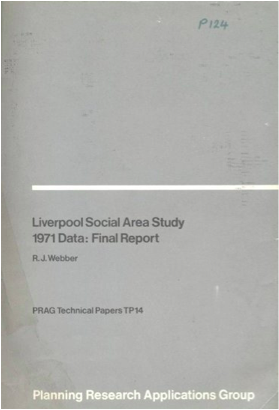 P124
Liverpool Social Area Study
1971 Data: Final Report
R.J. Webber
PRAG Technical Papers TP14
Planning Research Applications Group